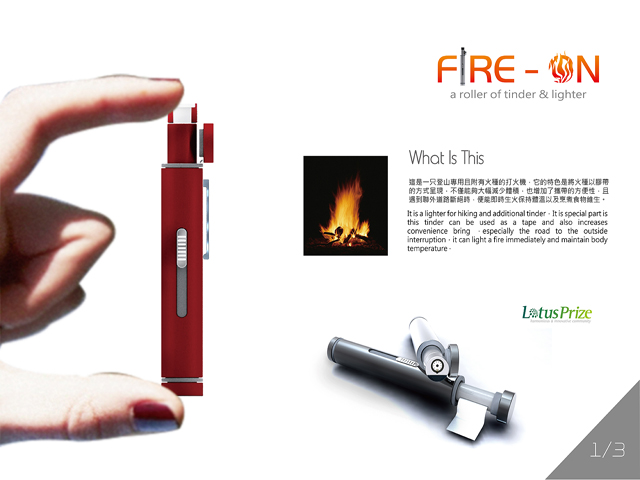 FIRE - ON
a roller of tinder & lighter
What Is This
這是一只登山專用且附有火種的打火機，它的特色是將火種以膠帶
的方式呈現，不僅能夠大幅減少體積，也增加了攜帶的方便性，且
遇到聯外道路斷絕時，便能即時生火保持體溫以及烹煮食物維生。
It is a lighter for hiking and additional tinder · It is special part is
this tinder can be used as a tape and also increases
convenience bring · especially the road to the outside
interruption · it can light a fire immediately and maintain body
temperature ·
LotusPrize
1/3